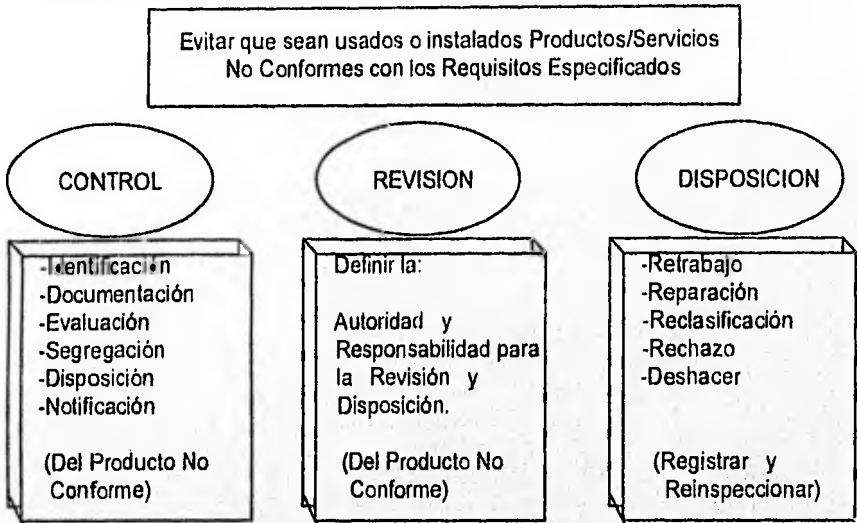 Evitar que sean usados o instalados Productos/Servicios
No Conformes con los Requisitos Especificados
CONTROL
-Identificación
-Documentación
-Evaluación
-Segregación
-Disposición
-Notificación
(Del Producto No
Conforme)
REVISION
Definir la:
Autoridad y
Responsabilidad para
la Revisión y
Disposición.
(Del Producto No
Conforme)
DISPOSICION
-Retrabajo
-Reparación
-Reclasificación
-Rechazo
-Deshacer
(Registrar y
Reinspeccionar)